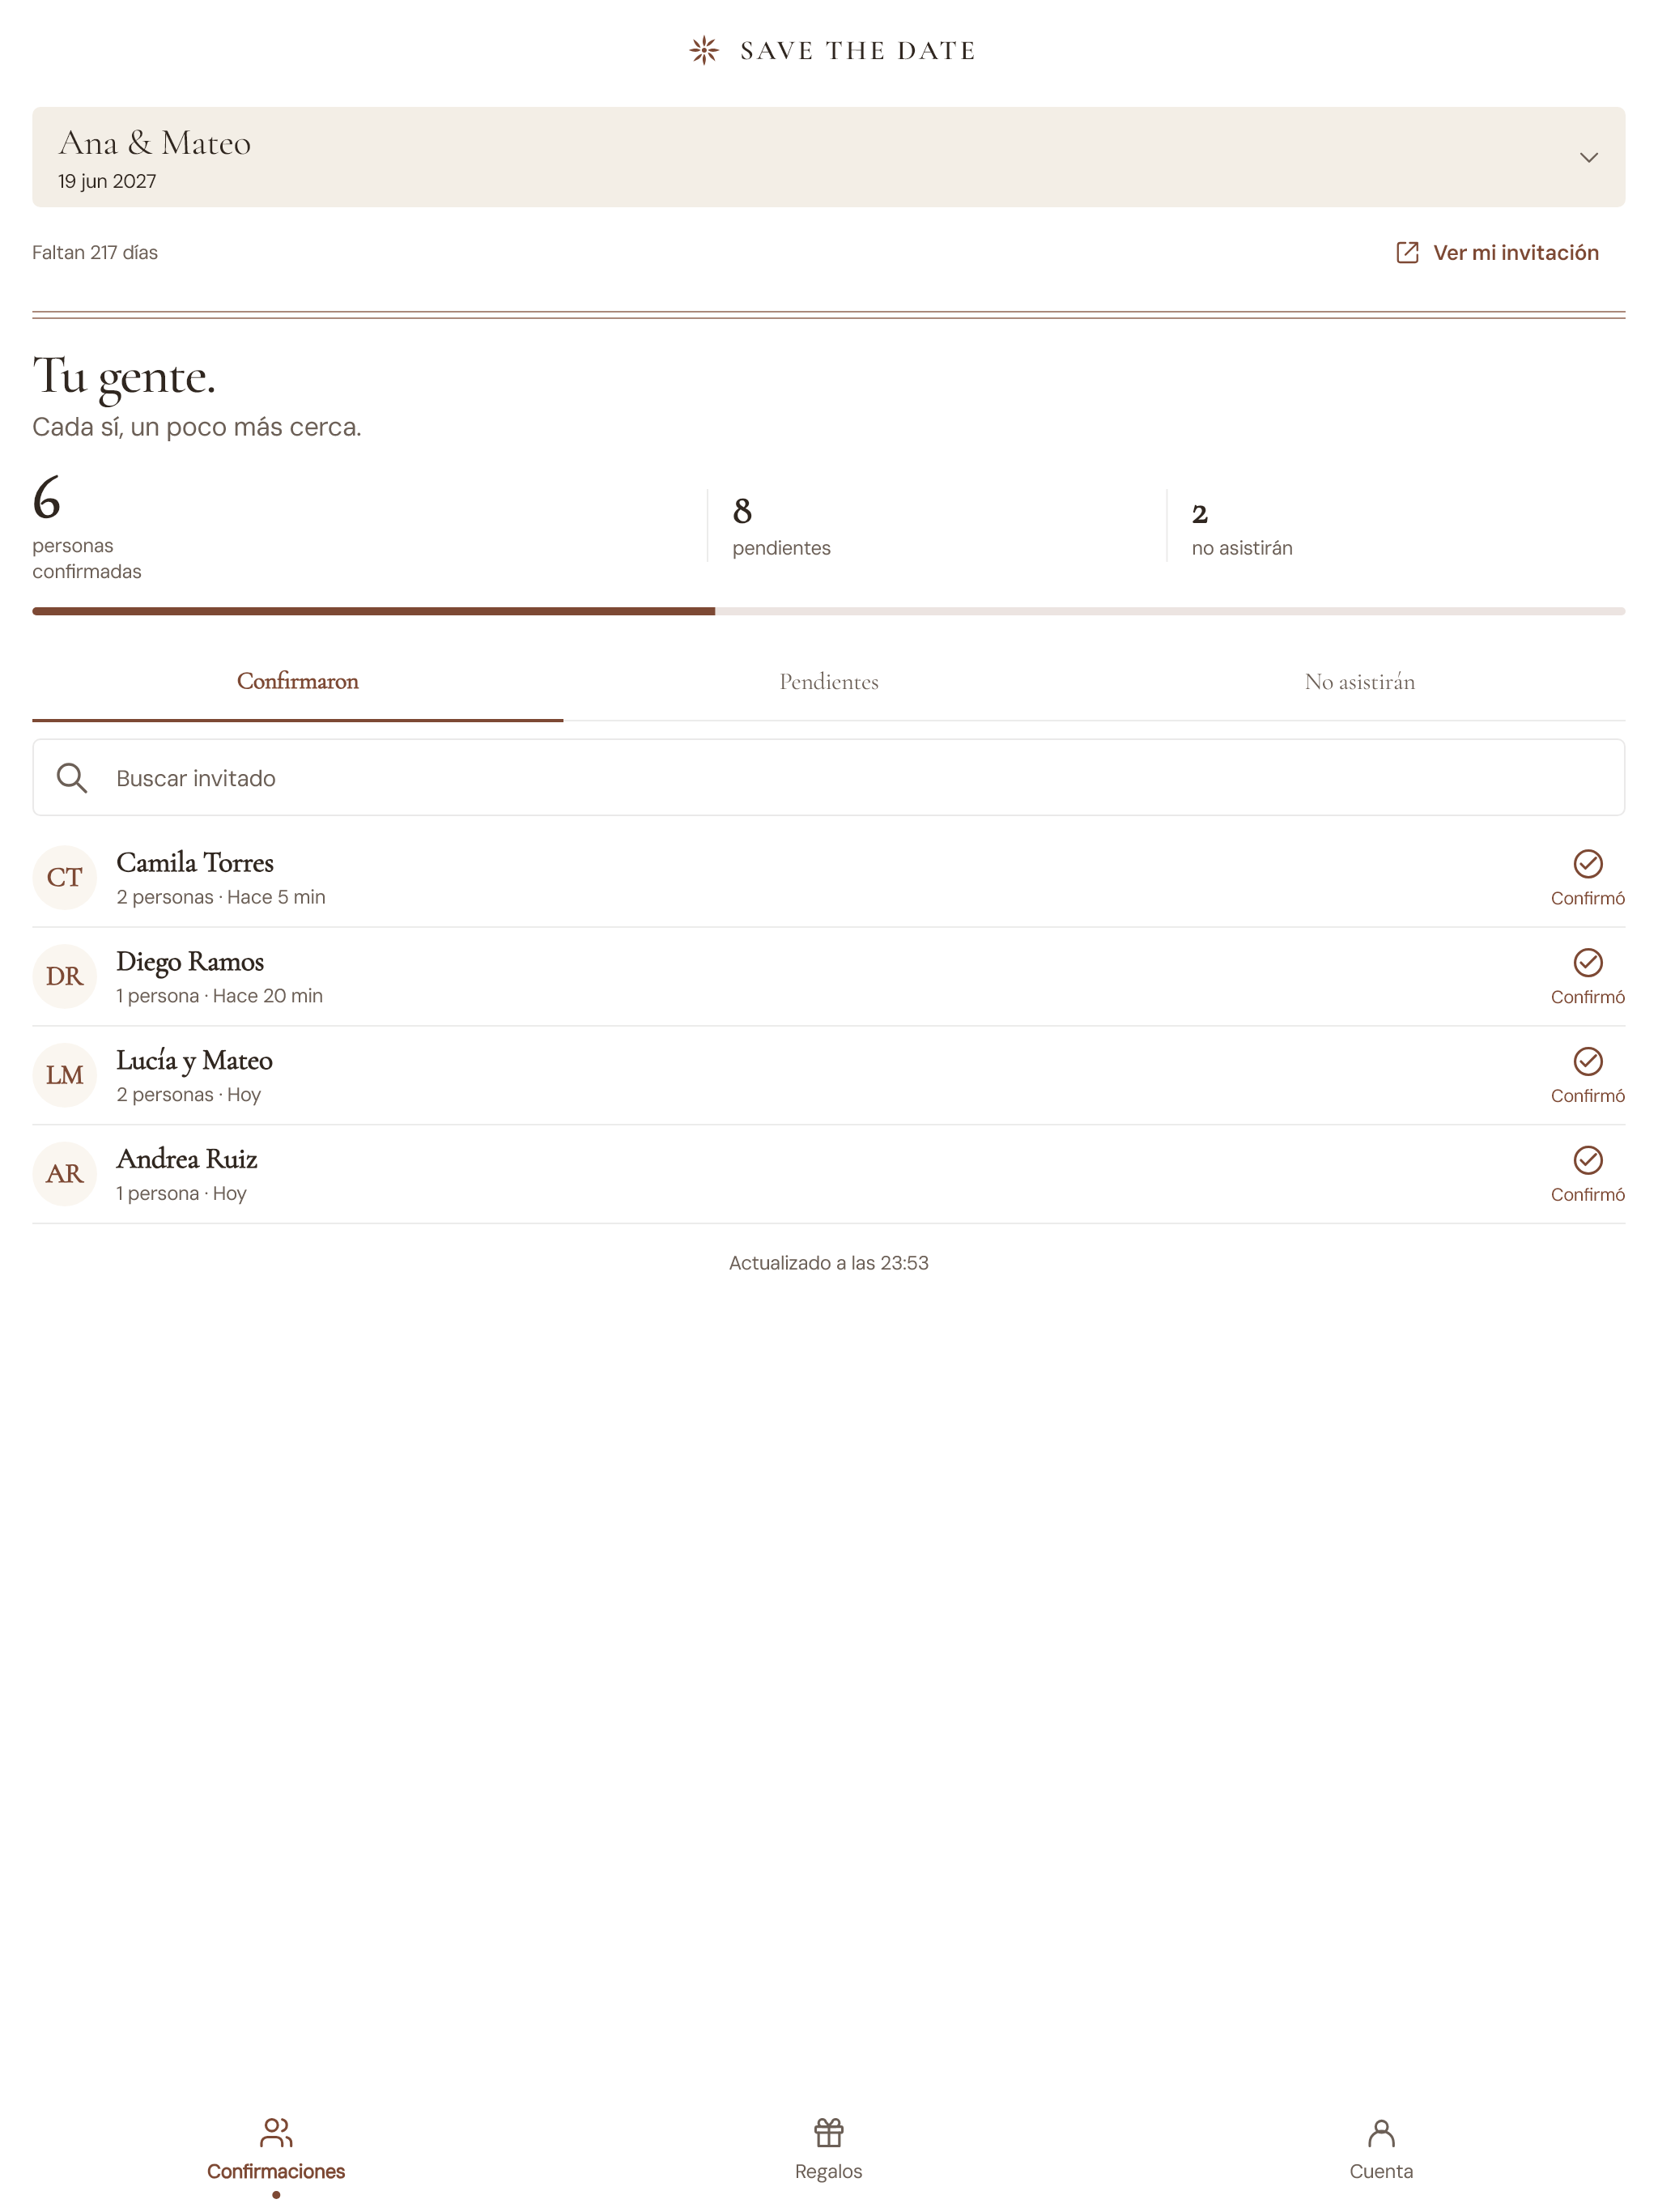 SAVE THE DATE
Ana & Mateo
19 jun 2027
Faltan 217 días
Ver mi invitación
Tu gente.
Cada sí, un poco más cerca.
6
personas
confirmadas
8
pendientes
2
no asistirán
Confirmaron
Pendientes
No asistirán
Buscar invitado
CT
Camila Torres
2 personas · Hace 5 min
Confirmó
DR
Diego Ramos
1 persona · Hace 20 min
Confirmó
LM
Lucía y Mateo
2 personas · Hoy
Confirmó
AR
Andrea Ruiz
1 persona · Hoy
Confirmó
Actualizado a las 23:53
Confirmaciones
Regalos
Cuenta